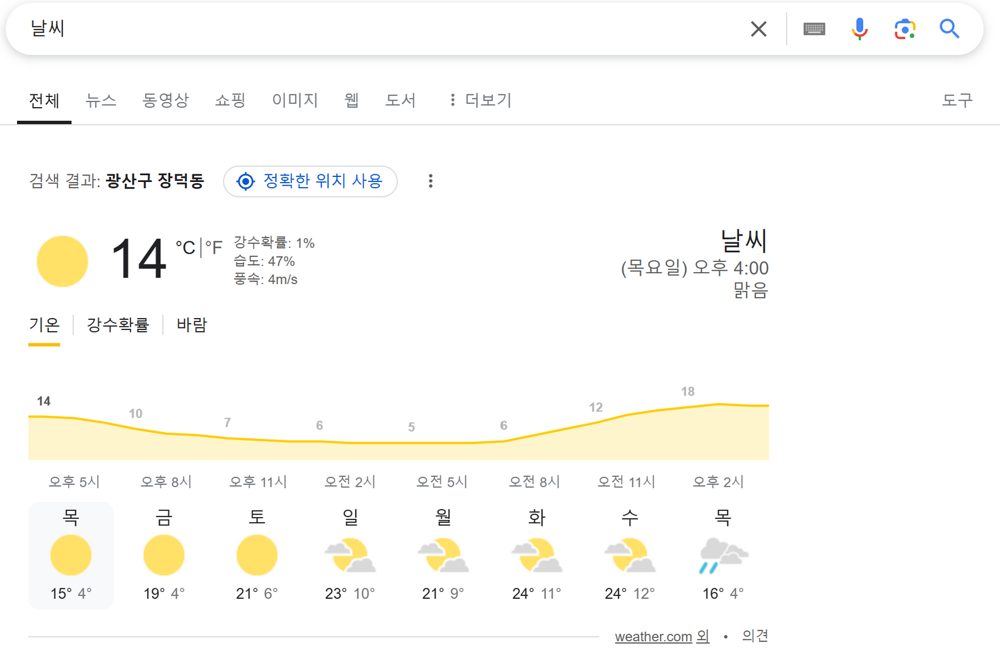 날씨
전체 뉴스 동영상 쇼핑 이미지 웹 도서 더보기 도구
검색 결과: 광산구 장덕동 정확한 위치 사용
14 °C | °F
강수확률: 1%
습도: 47%
풍속: 4m/s
날씨
(목요일) 오후 4:00
맑음
기온 강수확률 바람
14 10 7 6 5 6 12 18
오후 5시 오후 8시 오후 11시 오전 2시 오전 5시 오전 8시 오전 11시 오후 2시
목 금 토 일 월 화 수 목
15° 4° 19° 4° 21° 6° 23° 10° 21° 9° 24° 11° 24° 12° 16° 4°
weather.com 외 • 의견